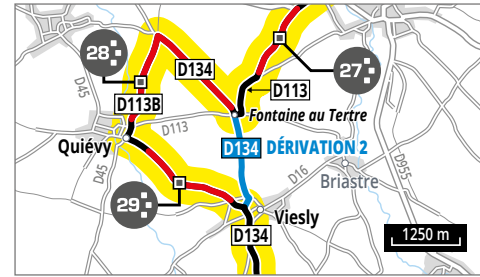 28
D45
D134
27
D113
D113B
Fontaine au Tertre
D113
Quiévy
D134 DÉRIVATION 2
D955
D45
D16
Briastre
29
Viesly
D134
1250 m